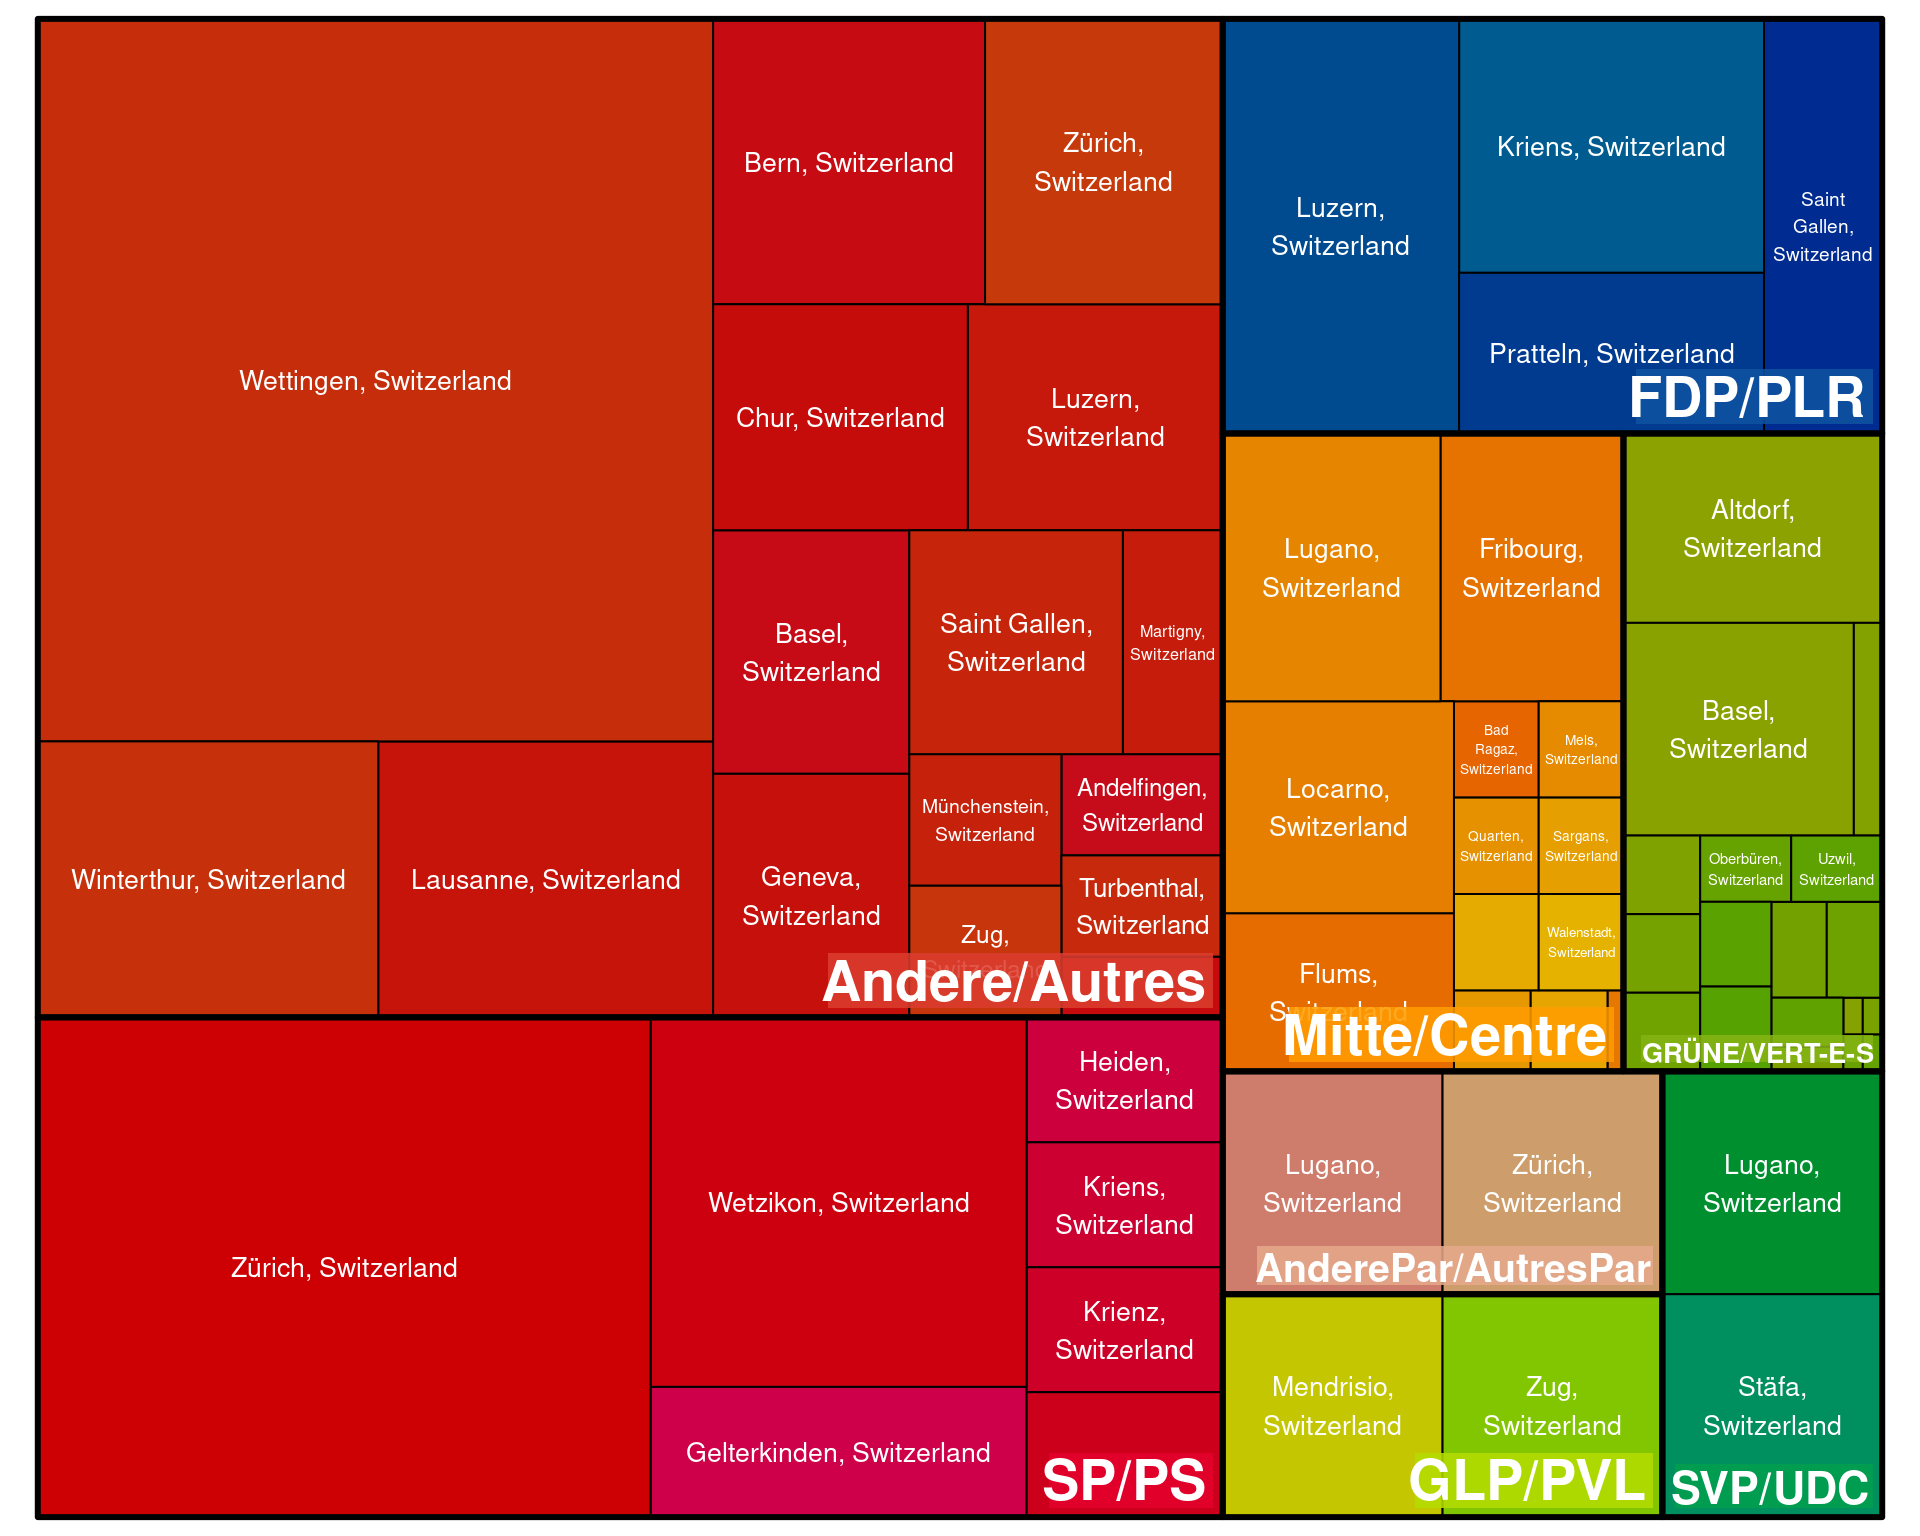 Wettingen, Switzerland
Bern, Switzerland
Zürich,
Switzerland
Chur, Switzerland
Luzern,
Switzerland
Basel,
Switzerland
Saint Gallen,
Switzerland
Martigny,
Switzerland
Winterthur, Switzerland
Lausanne, Switzerland
Geneva,
Switzerland
Münchenstein,
Switzerland
Andelfingen,
Switzerland
Zug,
Switzerland
Turbenthal,
Switzerland
Andere/Autres
Zürich, Switzerland
Wetzikon, Switzerland
Gelterkinden, Switzerland
Heiden,
Switzerland
Kriens,
Switzerland
Krienz,
Switzerland
SP/PS
Luzern,
Switzerland
Kriens, Switzerland
Pratteln, Switzerland
Saint
Gallen,
Switzerland
FDP/PLR
Lugano,
Switzerland
Fribourg,
Switzerland
Locarno,
Switzerland
Bad
Ragaz,
Switzerland
Mels,
Switzerland
Quarten,
Switzerland
Sargans,
Switzerland
Walenstadt,
Switzerland
Flums,
Switzerland
Mitte/Centre
Altdorf,
Switzerland
Basel,
Switzerland
Oberbüren,
Switzerland
Uzwil,
Switzerland
GRÜNE/VERT-E-S
Lugano,
Switzerland
Zürich,
Switzerland
AnderePar/AutresPar
Mendrisio,
Switzerland
Zug,
Switzerland
GLP/PVL
Lugano,
Switzerland
Stäfa,
Switzerland
SVP/UDC